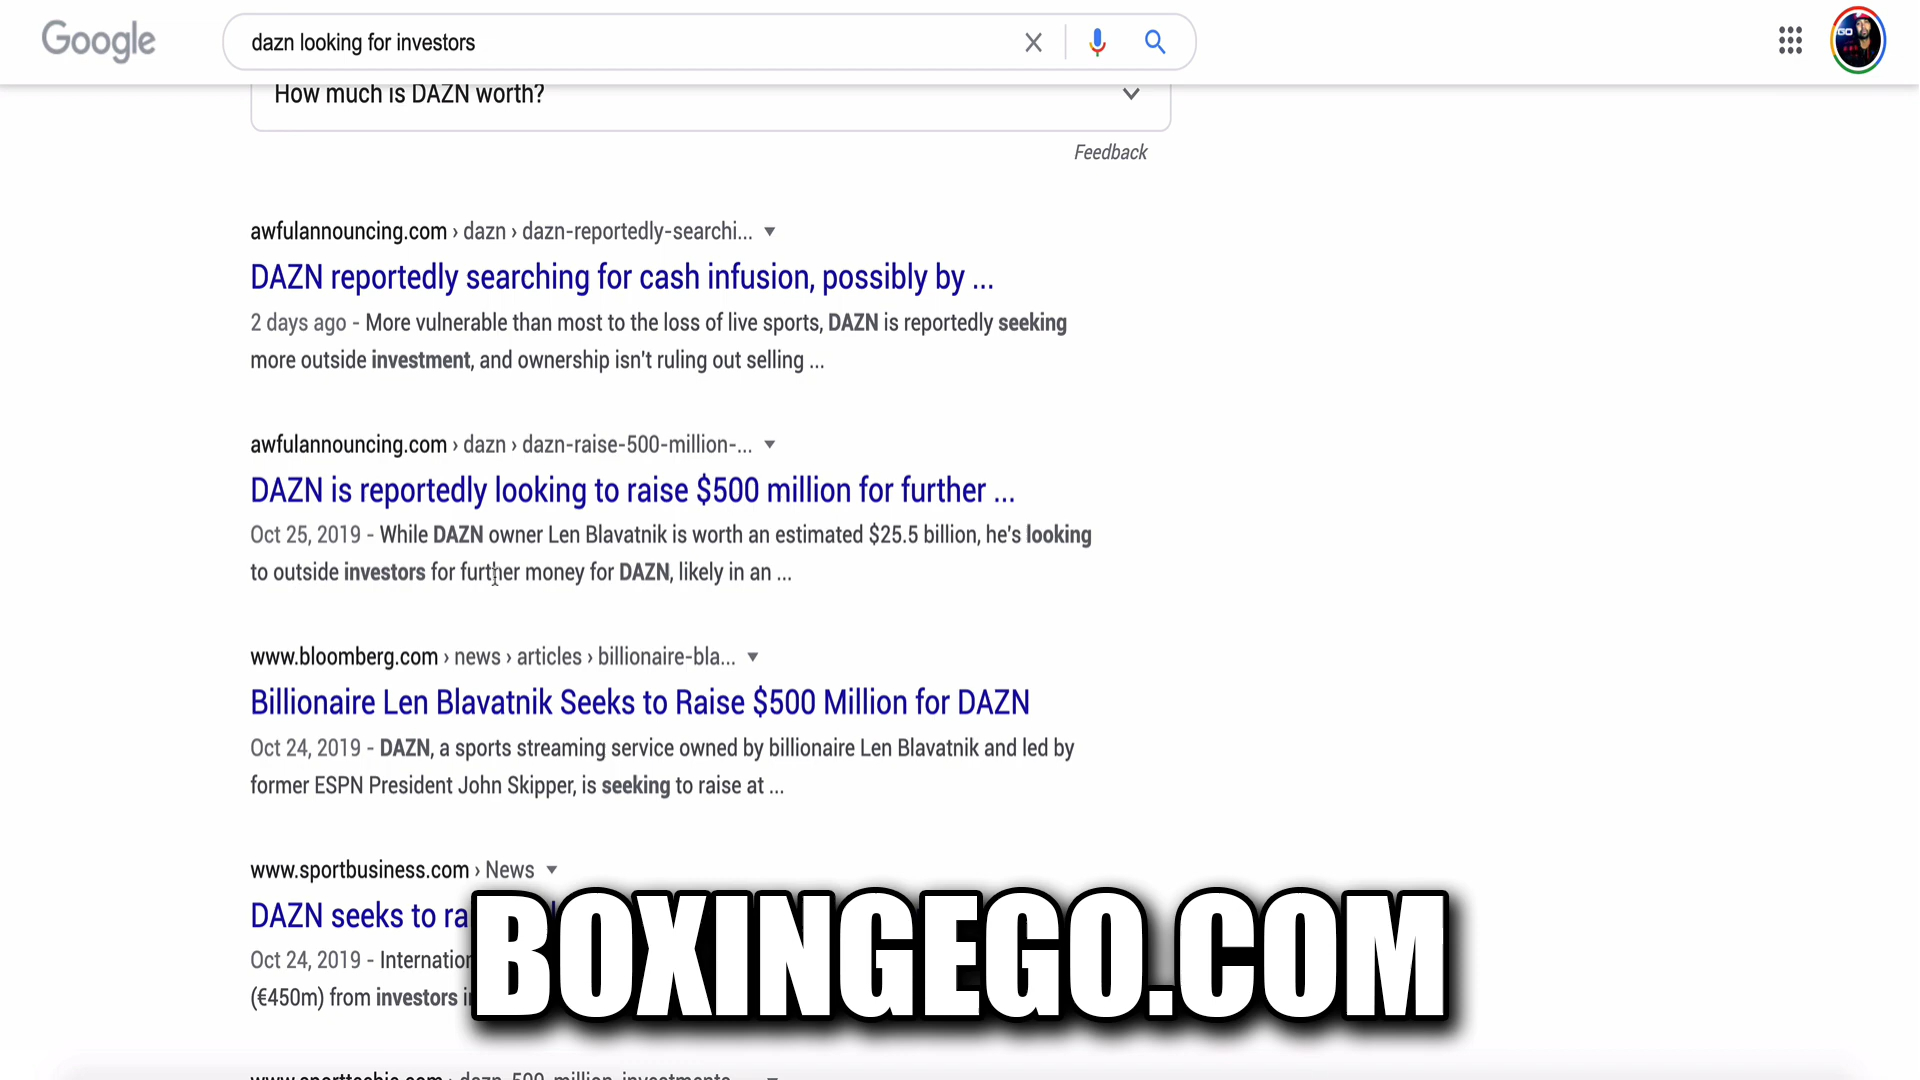 Google
dazn looking for investors
GO
How much is DAZN worth?
Feedback
awfulannouncing.com › dazn › dazn-reportedly-searchi...
DAZN reportedly searching for cash infusion, possibly by ...
2 days ago - More vulnerable than most to the loss of live sports, DAZN is reportedly seeking
more outside investment, and ownership isn't ruling out selling ...
awfulannouncing.com › dazn › dazn-raise-500-million-...
DAZN is reportedly looking to raise $500 million for further ...
Oct 25, 2019 - While DAZN owner Len Blavatnik is worth an estimated $25.5 billion, he's looking
to outside investors for further money for DAZN, likely in an ...
www.bloomberg.com › news › articles › billionaire-bla...
Billionaire Len Blavatnik Seeks to Raise $500 Million for DAZN
Oct 24, 2019 - DAZN, a sports streaming service owned by billionaire Len Blavatnik and led by
former ESPN President John Skipper, is seeking to raise at ...
www.sportbusiness.com › News
DAZN seeks to
Oct 24, 2019 -
(€450m) from investors
BOXINGEGO.COM